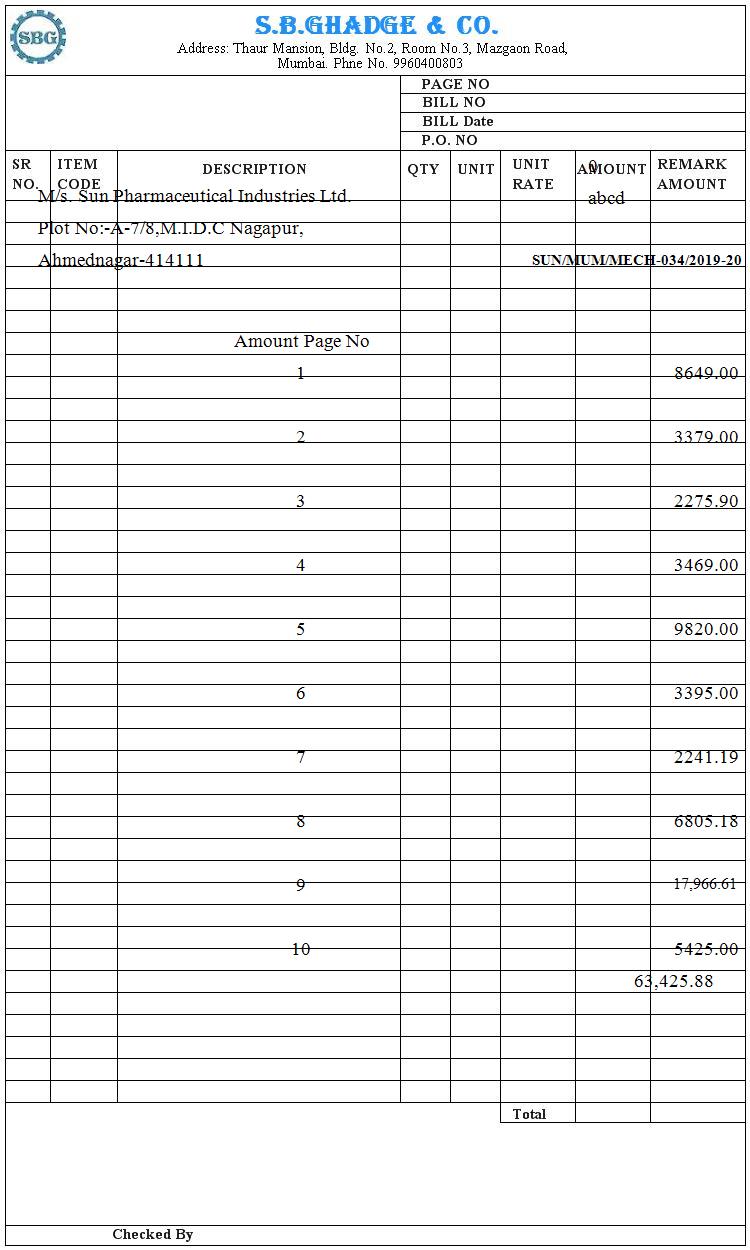 SBG
S.B.GHADGE & CO.
Address: Thaur Mansion, Bldg. No.2, Room No.3, Mazgaon Road,
Mumbai. Phne No. 9960400803
PAGE NO
BILL NO
BILL Date
P.O. NO
SR NO. ITEM CODE DESCRIPTION QTY UNIT UNIT RATE AMOUNT REMARK AMOUNT
0
M/s. Sun Pharmaceutical Industries Ltd. abcd
Plot No:-A-7/8,M.I.D.C Nagapur,
Ahmednagar-414111 SUN/MUM/MECH-034/2019-20
Amount Page No
1 8649.00
2 3379.00
3 2275.90
4 3469.00
5 9820.00
6 3395.00
7 2241.19
8 6805.18
9 17,966.61
10 5425.00
63,425.88
Total
Checked By